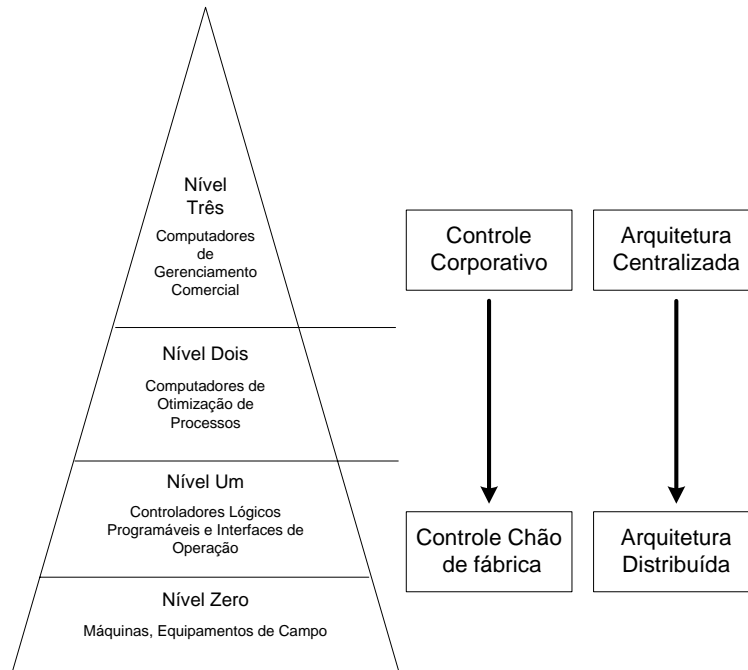 Nível
Três
Computadores
de
Gerenciamento
Comercial
Controle
Corporativo
Arquitetura
Centralizada
Nível Dois
Computadores de
Otimização de
Processos
Nível Um
Controladores Lógicos
Programáveis e Interfaces de
Operação
Controle Chão
de fábrica
Arquitetura
Distribuída
Nível Zero
Máquinas, Equipamentos de Campo